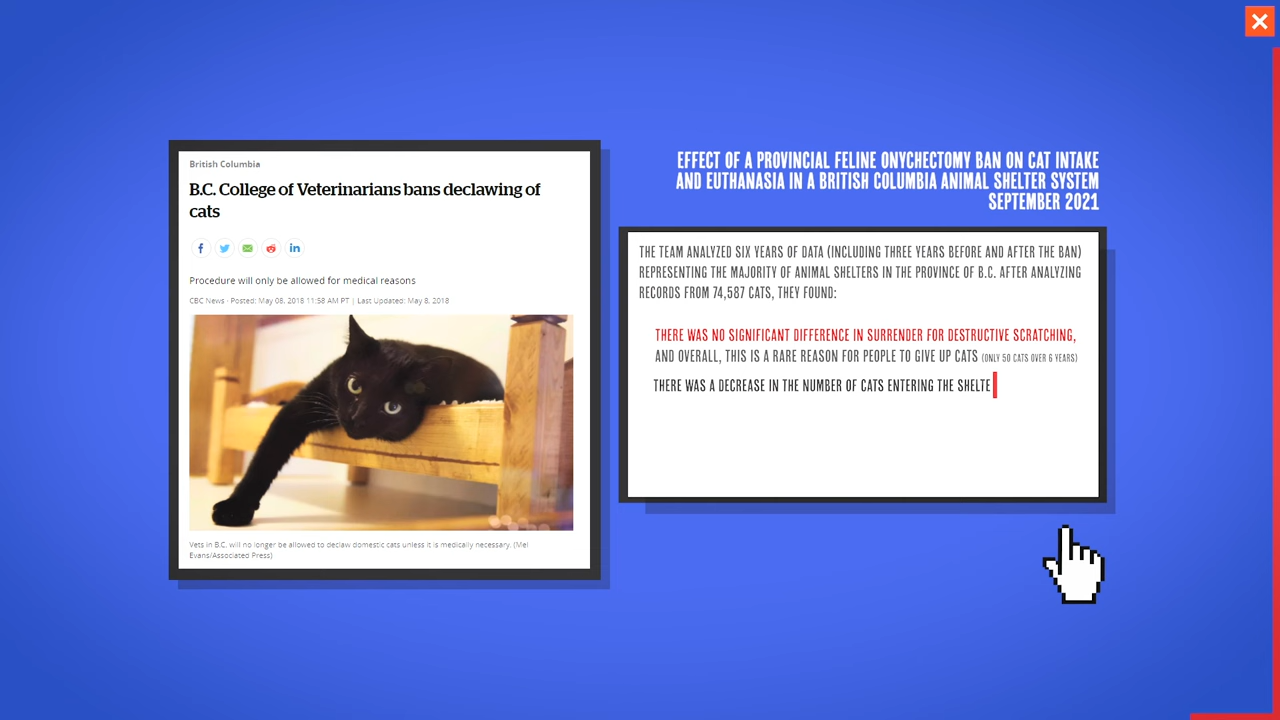 British Columbia
B.C. College of Veterinarians bans declawing of
cats
Procedure will only be allowed for medical reasons
CBC News · Posted: May 08, 2018 11:58 AM PT | Last Updated: May 8, 2018
Vets in B.C. will no longer be allowed to declaw domestic cats unless it is medically necessary. (Mel
Evans/Associated Press)
EFFECT OF A PROVINCIAL FELINE ONYCHECTOMY BAN ON CAT INTAKE
AND EUTHANASIA IN A BRITISH COLUMBIA ANIMAL SHELTER SYSTEM
SEPTEMBER 2021
THE TEAM ANALYZED SIX YEARS OF DATA (INCLUDING THREE YEARS BEFORE AND AFTER THE BAN)
REPRESENTING THE MAJORITY OF ANIMAL SHELTERS IN THE PROVINCE OF B.C. AFTER ANALYZING
RECORDS FROM 74,587 CATS, THEY FOUND:
THERE WAS NO SIGNIFICANT DIFFERENCE IN SURRENDER FOR DESTRUCTIVE SCRATCHING,
AND OVERALL, THIS IS A RARE REASON FOR PEOPLE TO GIVE UP CATS (ONLY 50 CATS OVER 6 YEARS)
THERE WAS A DECREASE IN THE NUMBER OF CATS ENTERING THE SHELTE